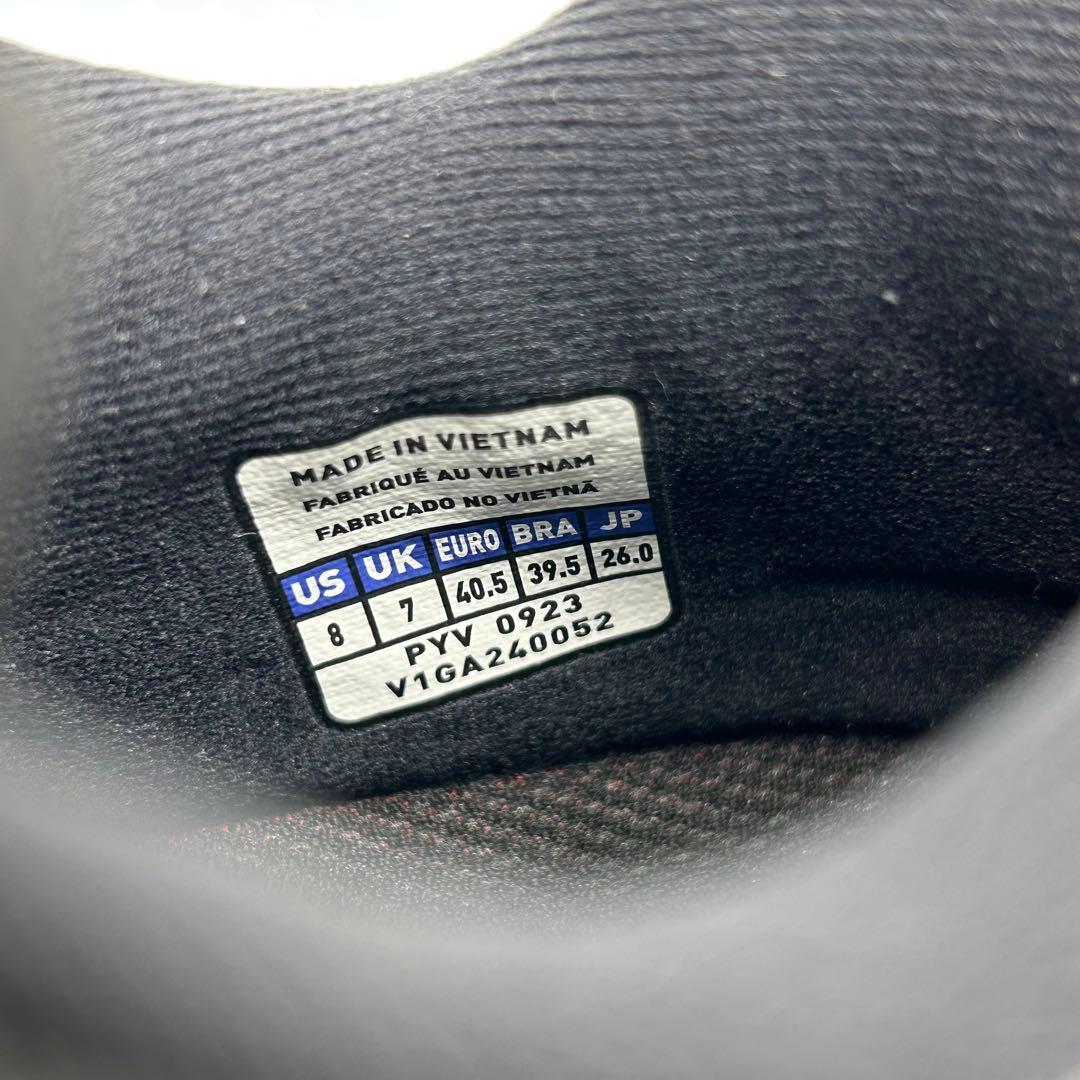 MADE IN VIETNAM
FABRIQUÉ AU VIETNAM
FABRICADO NO VIETNÃ
US UK EURO BRA JP
8 7 40.5 39.5 26.0
PYV 0923
V1GA240052